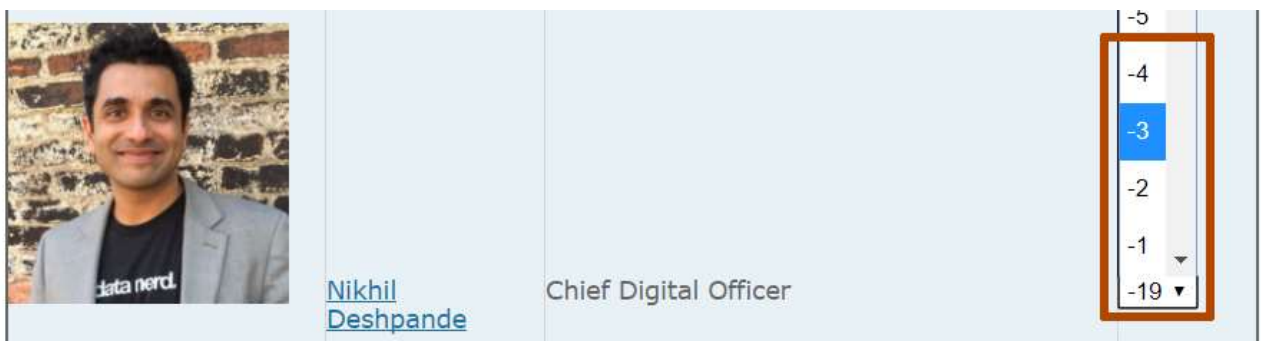 -5
-4
-3
-2
-1
data nerd.
Nikhil
Deshpande
Chief Digital Officer
-19